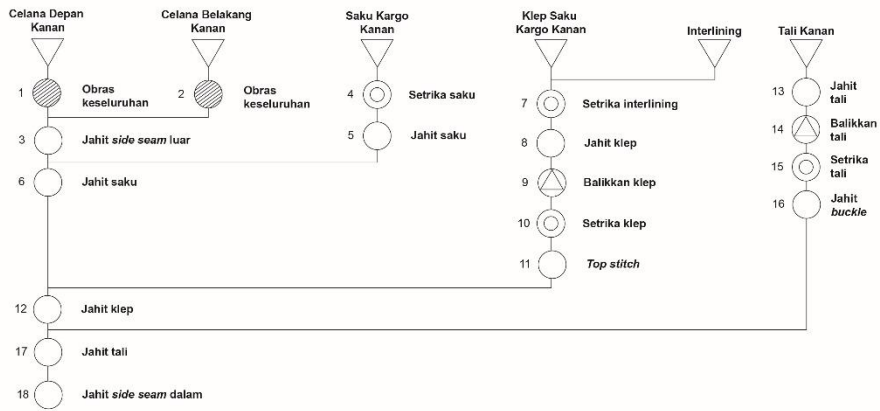 Celana Depan
Kanan
Celana Belakang
Kanan
Saku Kargo
Kanan
Klep Saku
Kargo Kanan
Interlining
Tali Kanan
1 Obras
keseluruhan
2 Obras
keseluruhan
3 Jahit side seam luar
4 Setrika saku
5 Jahit saku
6 Jahit saku
7 Setrika interlining
8 Jahit klep
9 Balikkan klep
10 Setrika klep
11 Top stitch
12 Jahit klep
13 Jahit
tali
14 Balikkan
tali
15 Setrika
tali
16 Jahit
buckle
17 Jahit tali
18 Jahit side seam dalam